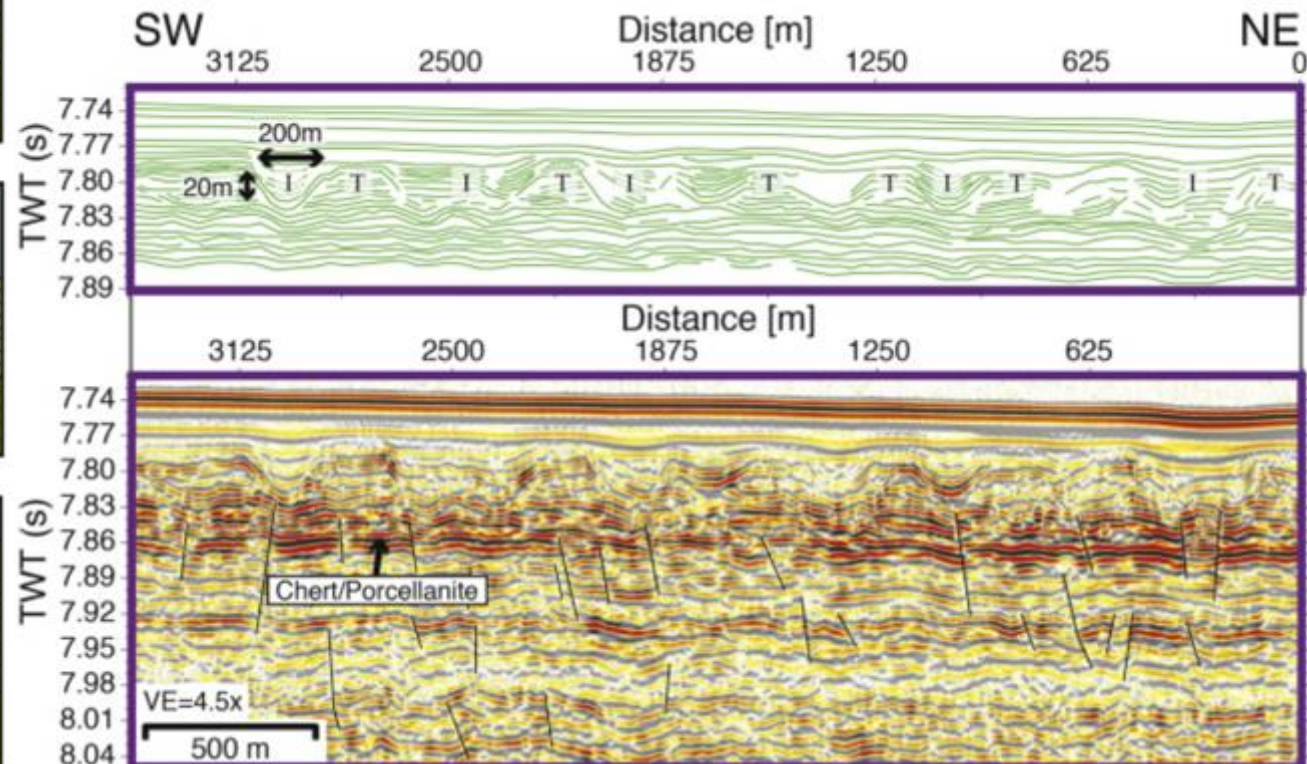 SW Distance [m] NE
3125 2500 1875 1250 625 0
TWT (s)
7.74
7.77
7.80
7.83
7.86
7.89
200m
20m
I T I T I T T I T I T
Distance [m]
3125 2500 1875 1250 625
TWT (s)
7.74
7.77
7.80
7.83
7.86
7.89
7.92
7.95
7.98
8.01
8.04
Chert/Porcellanite
VE=4.5x
500 m